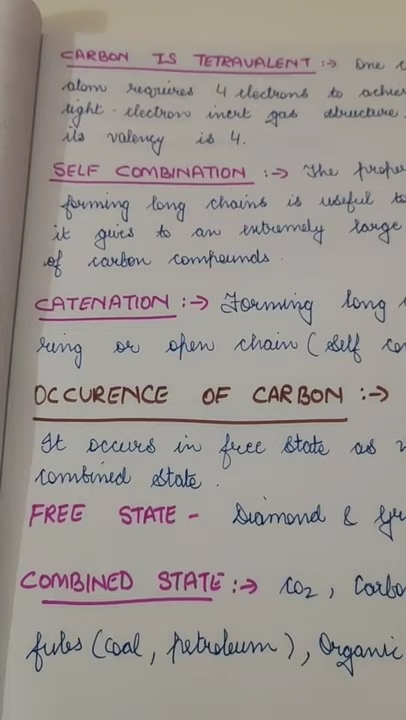 CARBON IS TETRAVALENT :→ One
atom requires 4 electrons to
eight-electron inert gas structure.
its valency is 4.
SELF COMBINATION :→ The
forming long chains is useful to
it gives to an extremely large
of carbon compounds.
CATENATION :→ Forming long
ring or open chain (Self
OCCURENCE OF CARBON :→
It occurs in free state as
combined state.
FREE STATE - Diamond &
COMBINED STATE :→ CO2,
fules (coal, petroleum), Organic